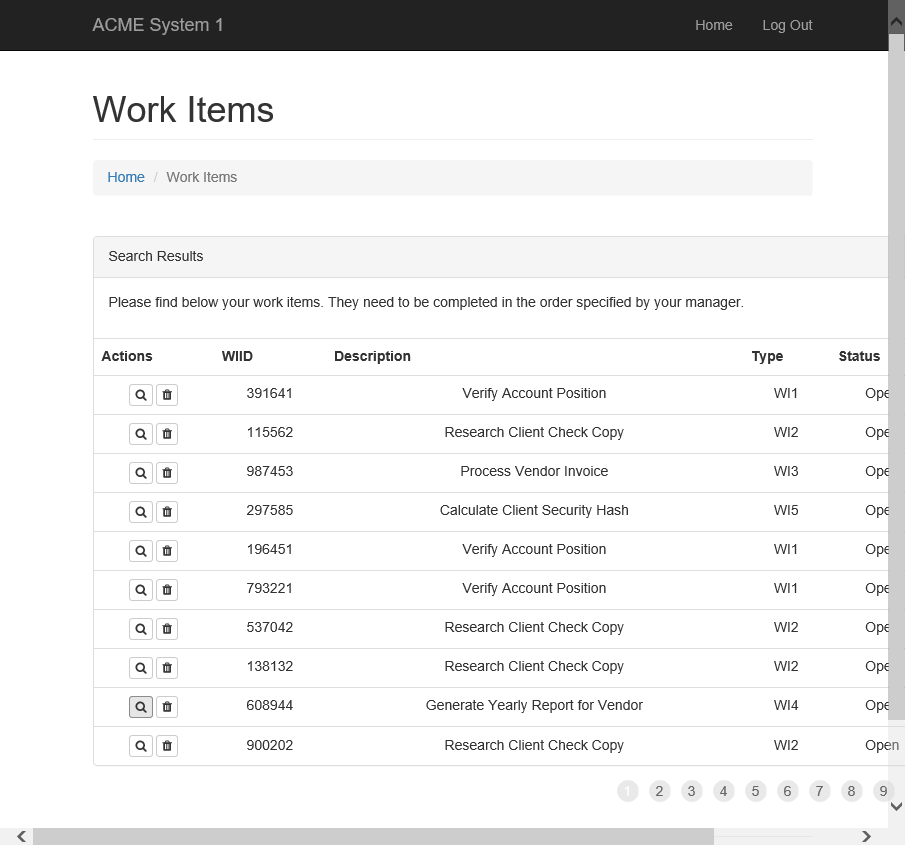 ACME System 1 Home Log Out
Work Items
Home / Work Items
Search Results
Please find below your work items. They need to be completed in the order specified by your manager.
Actions WIID Description Type Status
391641 Verify Account Position WI1 Ope
115562 Research Client Check Copy WI2 Ope
987453 Process Vendor Invoice WI3 Ope
297585 Calculate Client Security Hash WI5 Ope
196451 Verify Account Position WI1 Ope
793221 Verify Account Position WI1 Ope
537042 Research Client Check Copy WI2 Ope
138132 Research Client Check Copy WI2 Ope
608944 Generate Yearly Report for Vendor WI4 Ope
900202 Research Client Check Copy WI2 Open
1 2 3 4 5 6 7 8 9